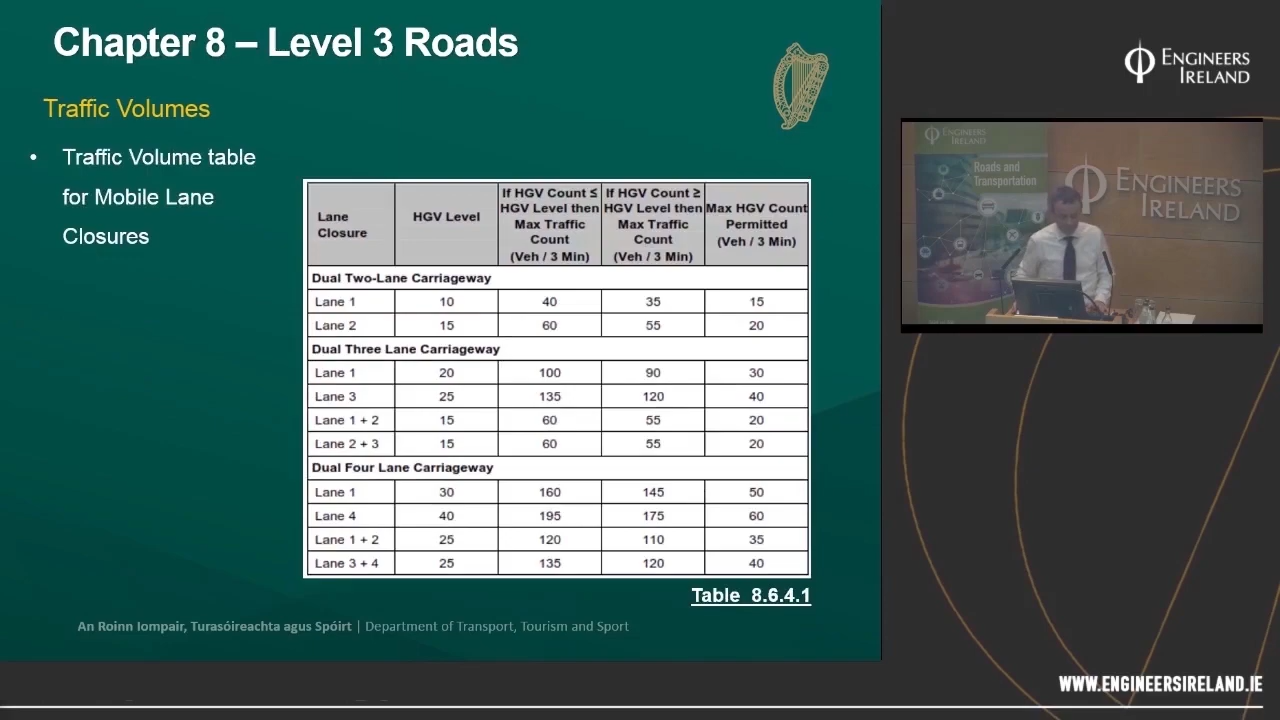 Chapter 8 – Level 3 Roads
Traffic Volumes
• Traffic Volume table
for Mobile Lane
Closures
Lane Closure | HGV Level | If HGV Count ≤ HGV Level then Max Traffic Count (Veh / 3 Min) | If HGV Count ≥ HGV Level then Max Traffic Count (Veh / 3 Min) | Max HGV Count Permitted (Veh / 3 Min)
Dual Two-Lane Carriageway
Lane 1 | 10 | 40 | 35 | 15
Lane 2 | 15 | 60 | 55 | 20
Dual Three Lane Carriageway
Lane 1 | 20 | 100 | 90 | 30
Lane 3 | 25 | 135 | 120 | 40
Lane 1 + 2 | 15 | 60 | 55 | 20
Lane 2 + 3 | 15 | 60 | 55 | 20
Dual Four Lane Carriageway
Lane 1 | 30 | 160 | 145 | 50
Lane 4 | 40 | 195 | 175 | 60
Lane 1 + 2 | 25 | 120 | 110 | 35
Lane 3 + 4 | 25 | 135 | 120 | 40
Table 8.6.4.1
An Roinn Iompair, Turasóireachta agus Spóirt | Department of Transport, Tourism and Sport
ENGINEERS
IRELAND
ENGINEERS
IRELAND
Roads and
Transportation
ENGINEERS
IRELAND
WWW.ENGINEERSIRELAND.IE